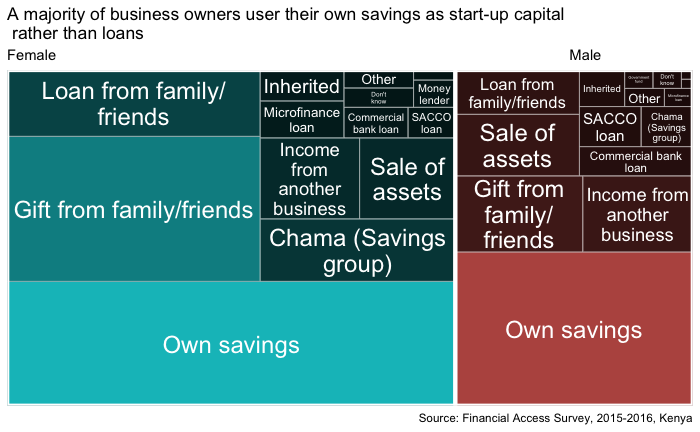 A majority of business owners user their own savings as start-up capital
rather than loans
Female
Male
Loan from family/
friends
Inherited
Other
Don't
know
Money
lender
Microfinance
loan
Commercial
bank loan
SACCO
loan
Gift from family/friends
Income
from
another
business
Sale of
assets
Chama (Savings
group)
Own savings
Loan from
family/friends
Inherited
Government
fund
Don't
know
Other
Microfinance
loan
Sale of
assets
SACCO
loan
Chama
(Savings
group)
Commercial bank
loan
Gift from
family/
friends
Income from
another
business
Own savings
Source: Financial Access Survey, 2015-2016, Kenya